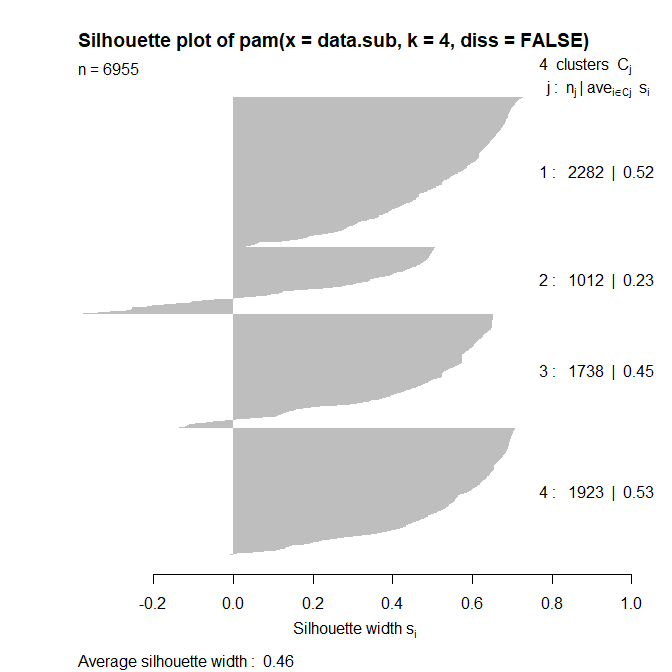 Silhouette plot of pam(x = data.sub, k = 4, diss = FALSE)
n = 6955
4 clusters Cj
j : nj | avei∈Cj si
1 : 2282 | 0.52
2 : 1012 | 0.23
3 : 1738 | 0.45
4 : 1923 | 0.53
-0.2 0.0 0.2 0.4 0.6 0.8 1.0
Silhouette width si
Average silhouette width : 0.46